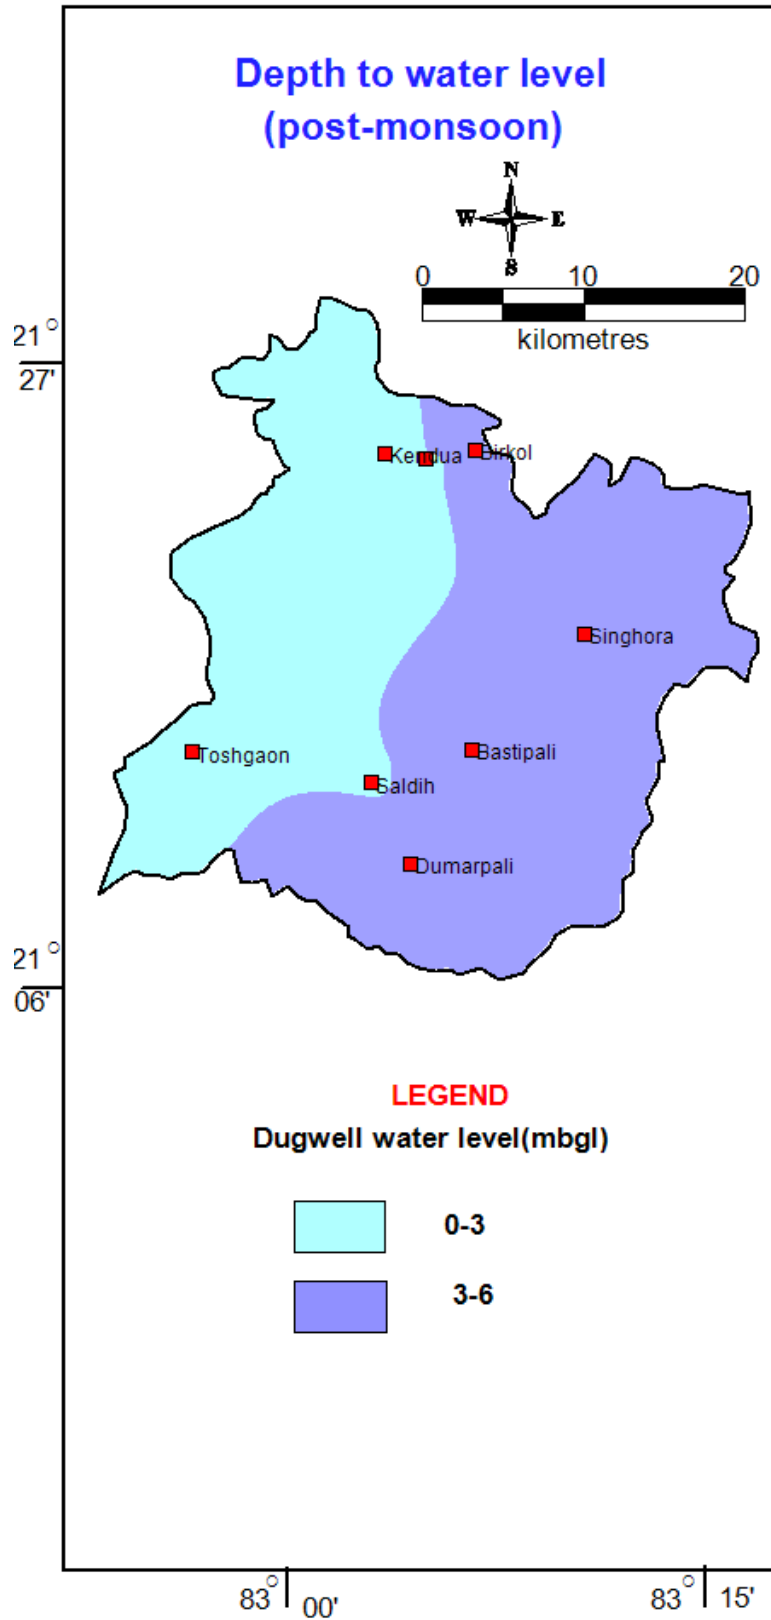 Depth to water level
(post-monsoon)
N
W E
S
0 10 20
kilometres
21°
27'
Kendua
Birkol
Singhora
Toshgaon
Bastipali
Saldih
Dumarpali
21°
06'
LEGEND
Dugwell water level(mbgl)
0-3
3-6
83° 00'
83° 15'